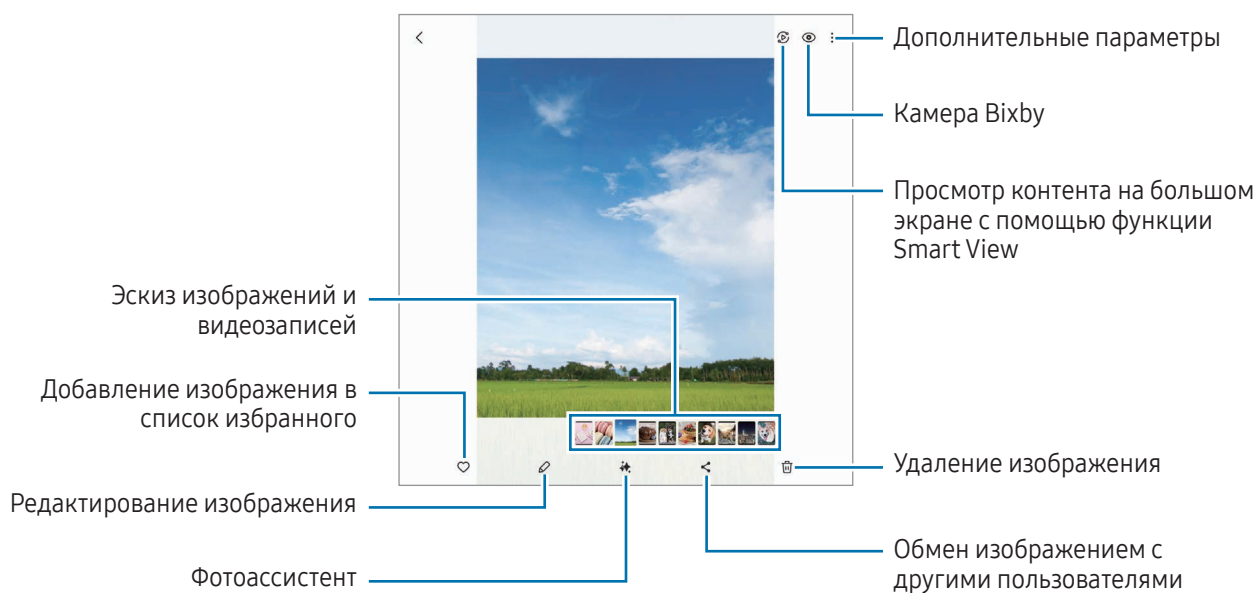 Дополнительные параметры
Камера Bixby
Просмотр контента на большом
экране с помощью функции
Smart View
Эскиз изображений и
видеозаписей
Добавление изображения в
список избранного
Удаление изображения
Редактирование изображения
Обмен изображением с
другими пользователями
Фотоассистент